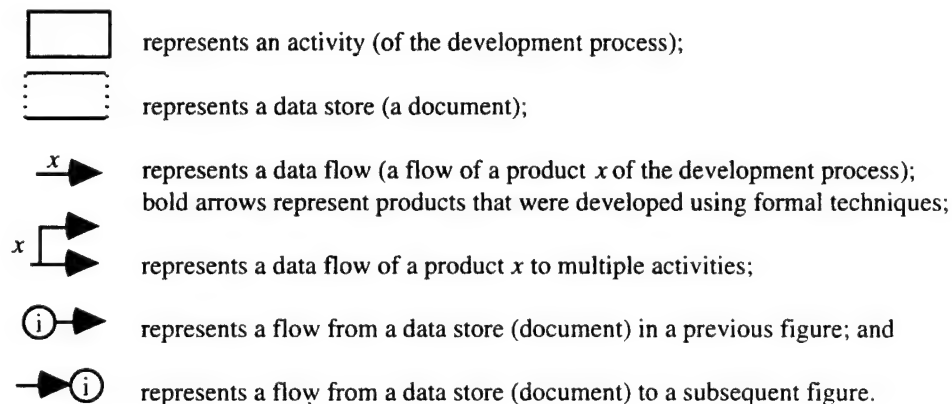 represents an activity (of the development process);
represents a data store (a document);
x
represents a data flow (a flow of a product x of the development process);
bold arrows represent products that were developed using formal techniques;
x
represents a data flow of a product x to multiple activities;
i
represents a flow from a data store (document) in a previous figure; and
i
represents a flow from a data store (document) to a subsequent figure.